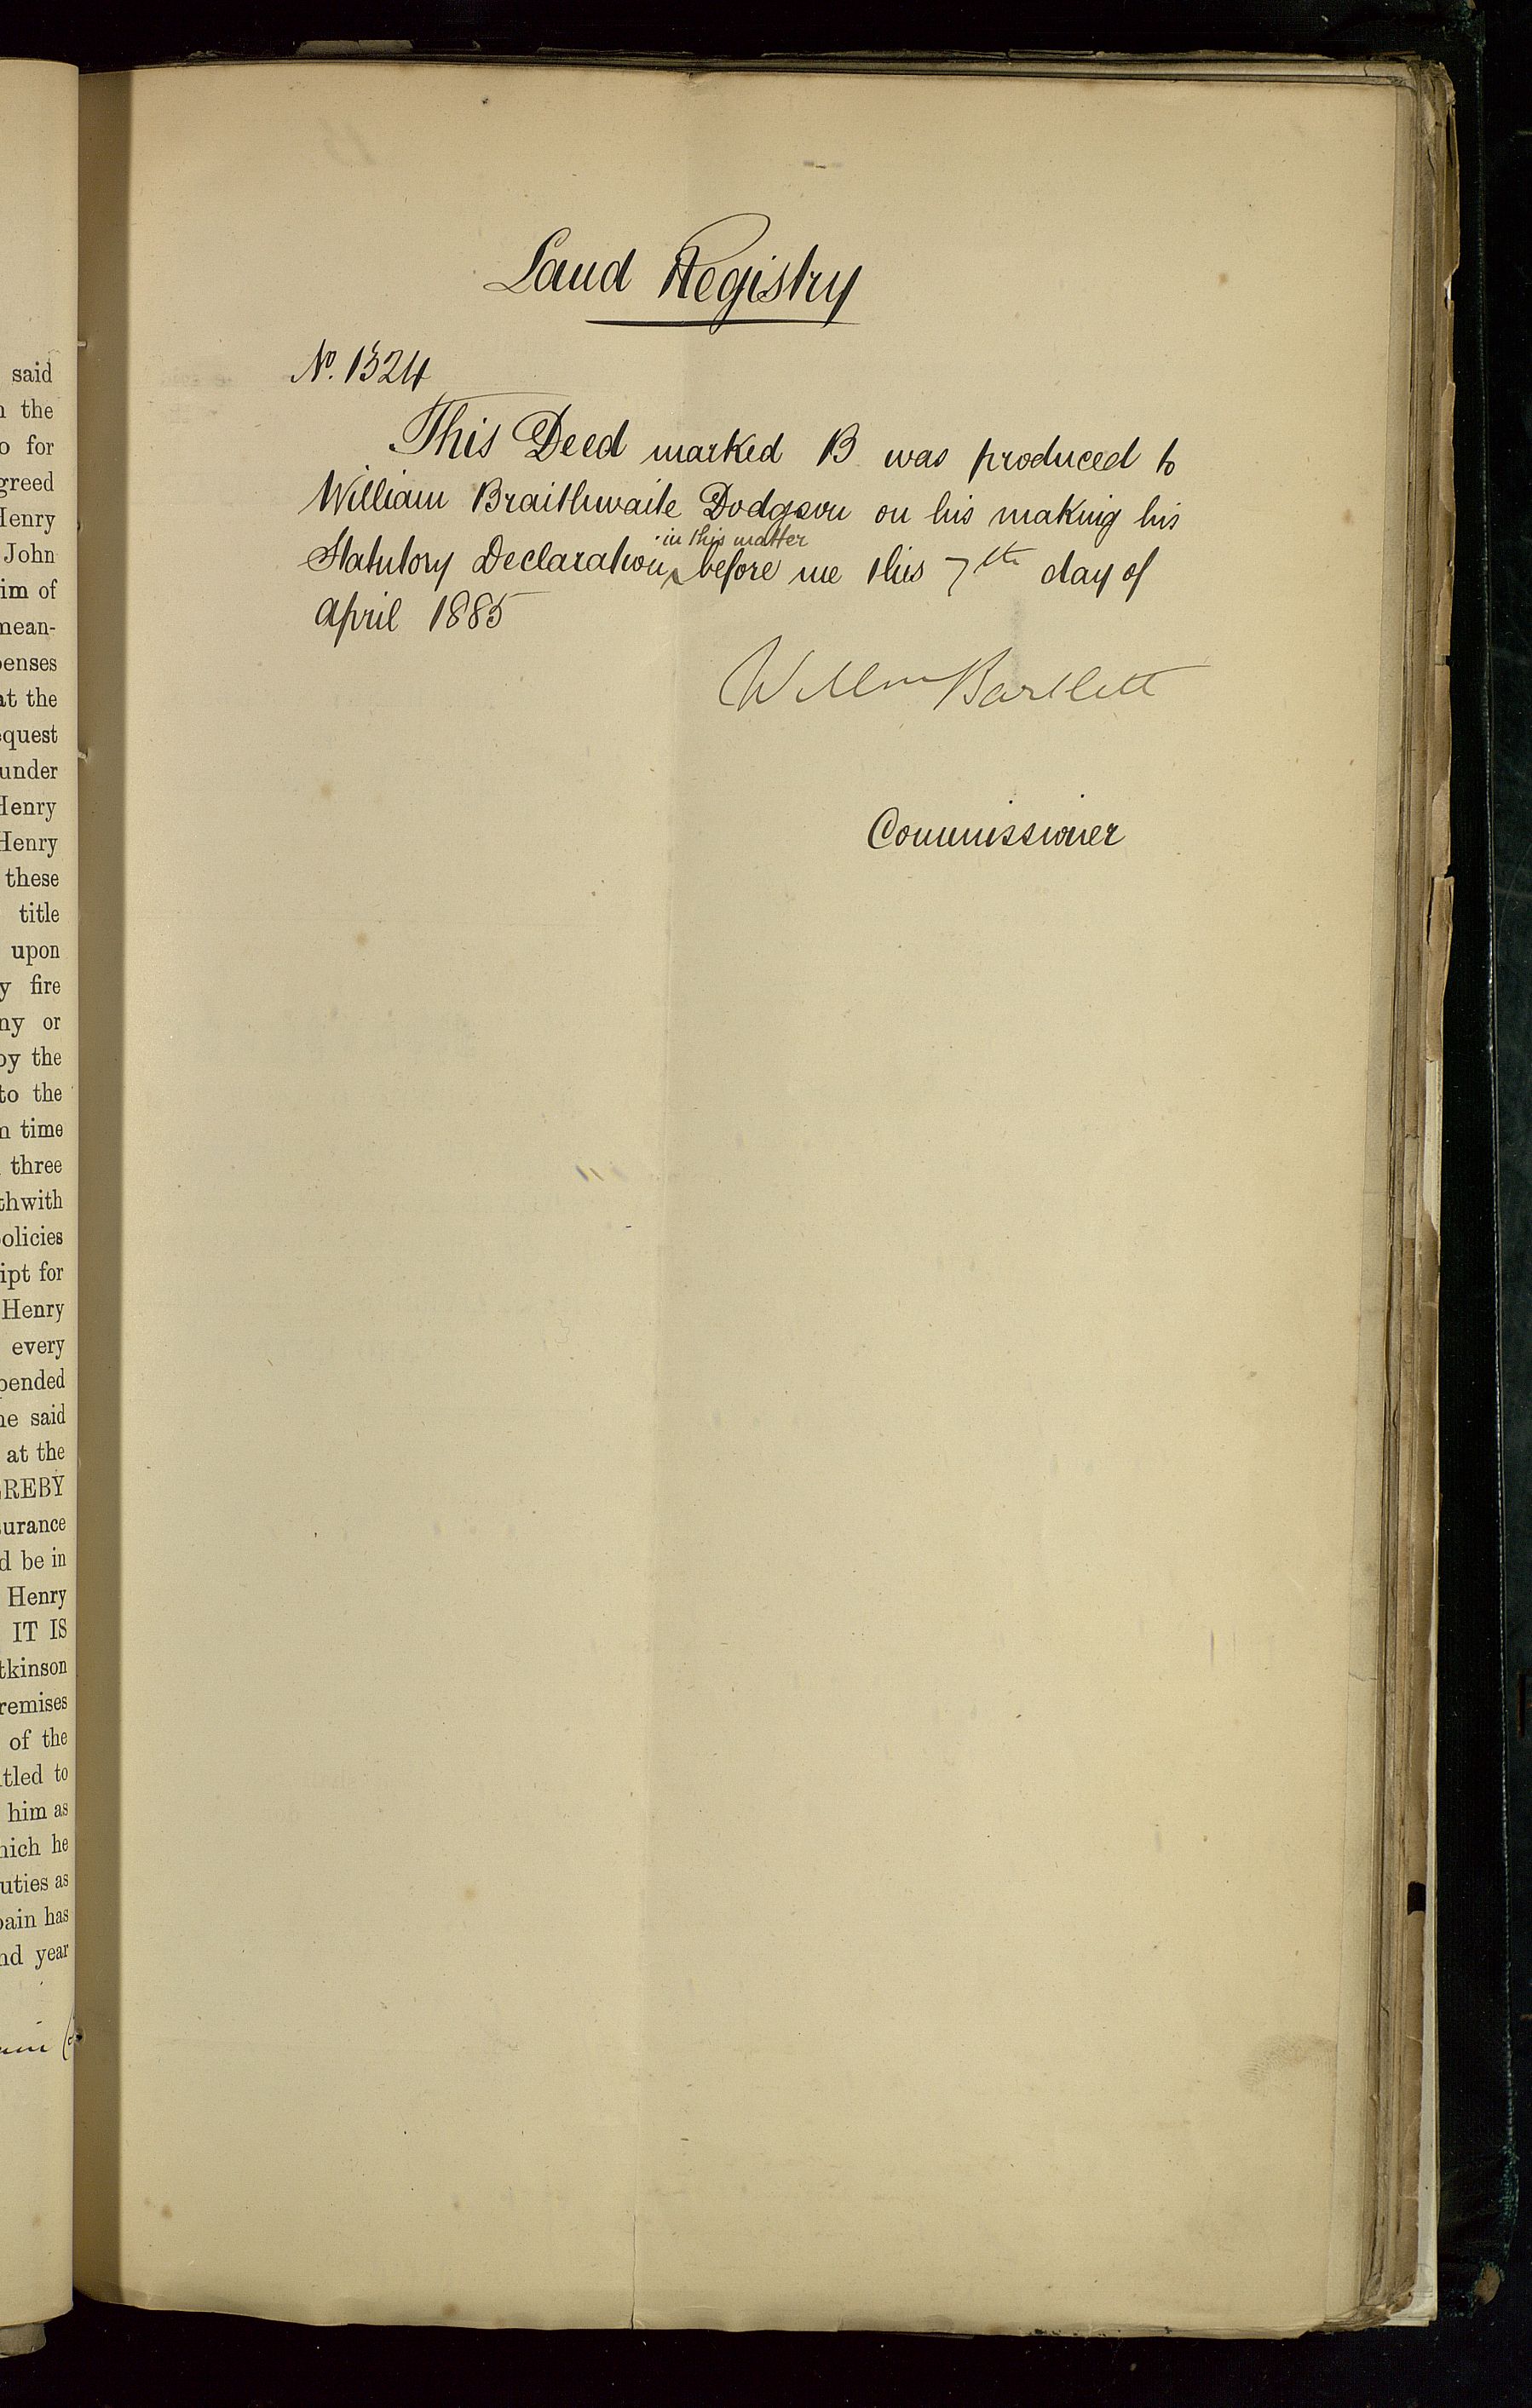 said
the
for
greed
Henry
John
im of
mean-
penses
at the
equest
under
Henry
Henry
these
title
upon
y fire
ny or
by the
to the
n time
three
thwith
olicies
ipt for
Henry
every
pended
he said
at the
REBY
surance
d be in
Henry
IT IS
tkinson
remises
of the
tled to
him as
hich he
uties as
pain has
nd year
Land Registry
No. 1324
This Deed marked B was produced to
William Braithwaite Dodgson on his making his
in this matter
Statutory Declaration ‸ before me this 7th day of
April 1885
Willm Bartlett
Commissioner